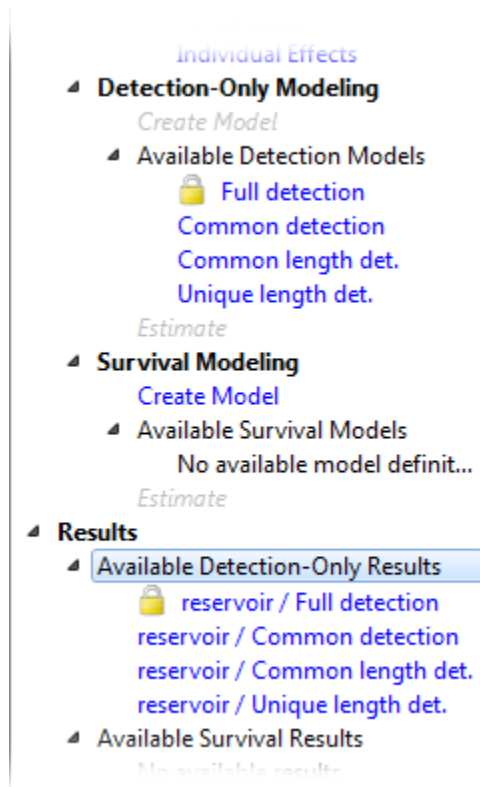 Individual Effects
Detection-Only Modeling
Create Model
Available Detection Models
Full detection
Common detection
Common length det.
Unique length det.
Estimate
Survival Modeling
Create Model
Available Survival Models
No available model definit...
Estimate
Results
Available Detection-Only Results
reservoir / Full detection
reservoir / Common detection
reservoir / Common length det.
reservoir / Unique length det.
Available Survival Results
No available results